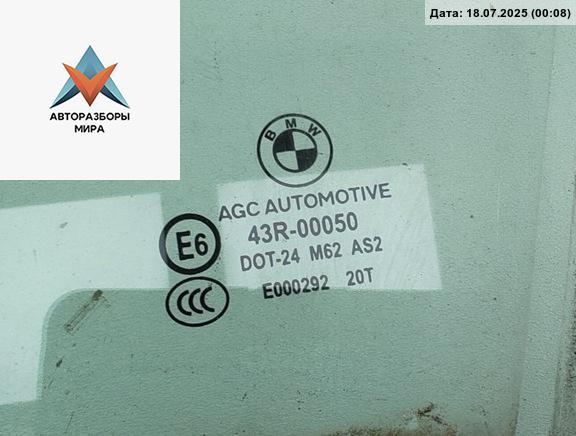 Дата: 18.07.2025 (00:08)
АВТОРАЗБОРЫ
МИРА
BMW
AGC AUTOMOTIVE
E6
43R-00050
DOT-24 M62 AS2
E000292 20T
CCC